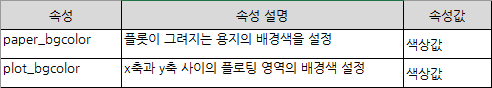 속성 속성 설명 속성값
paper_bgcolor 플롯이 그려지는 용지의 배경색을 설정 색상값
plot_bgcolor x축과 y축 사이의 플로팅 영역의 배경색 설정 색상값